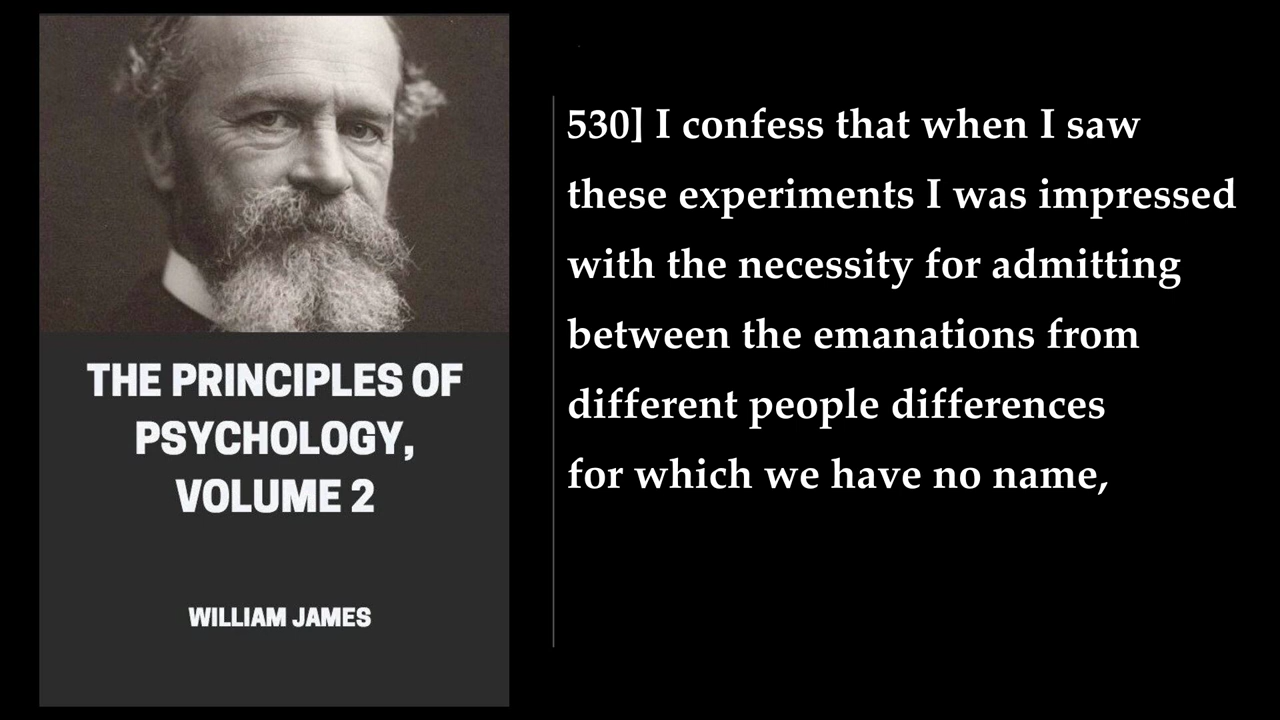 THE PRINCIPLES OF
PSYCHOLOGY,
VOLUME 2
WILLIAM JAMES
530] I confess that when I saw
these experiments I was impressed
with the necessity for admitting
between the emanations from
different people differences
for which we have no name,